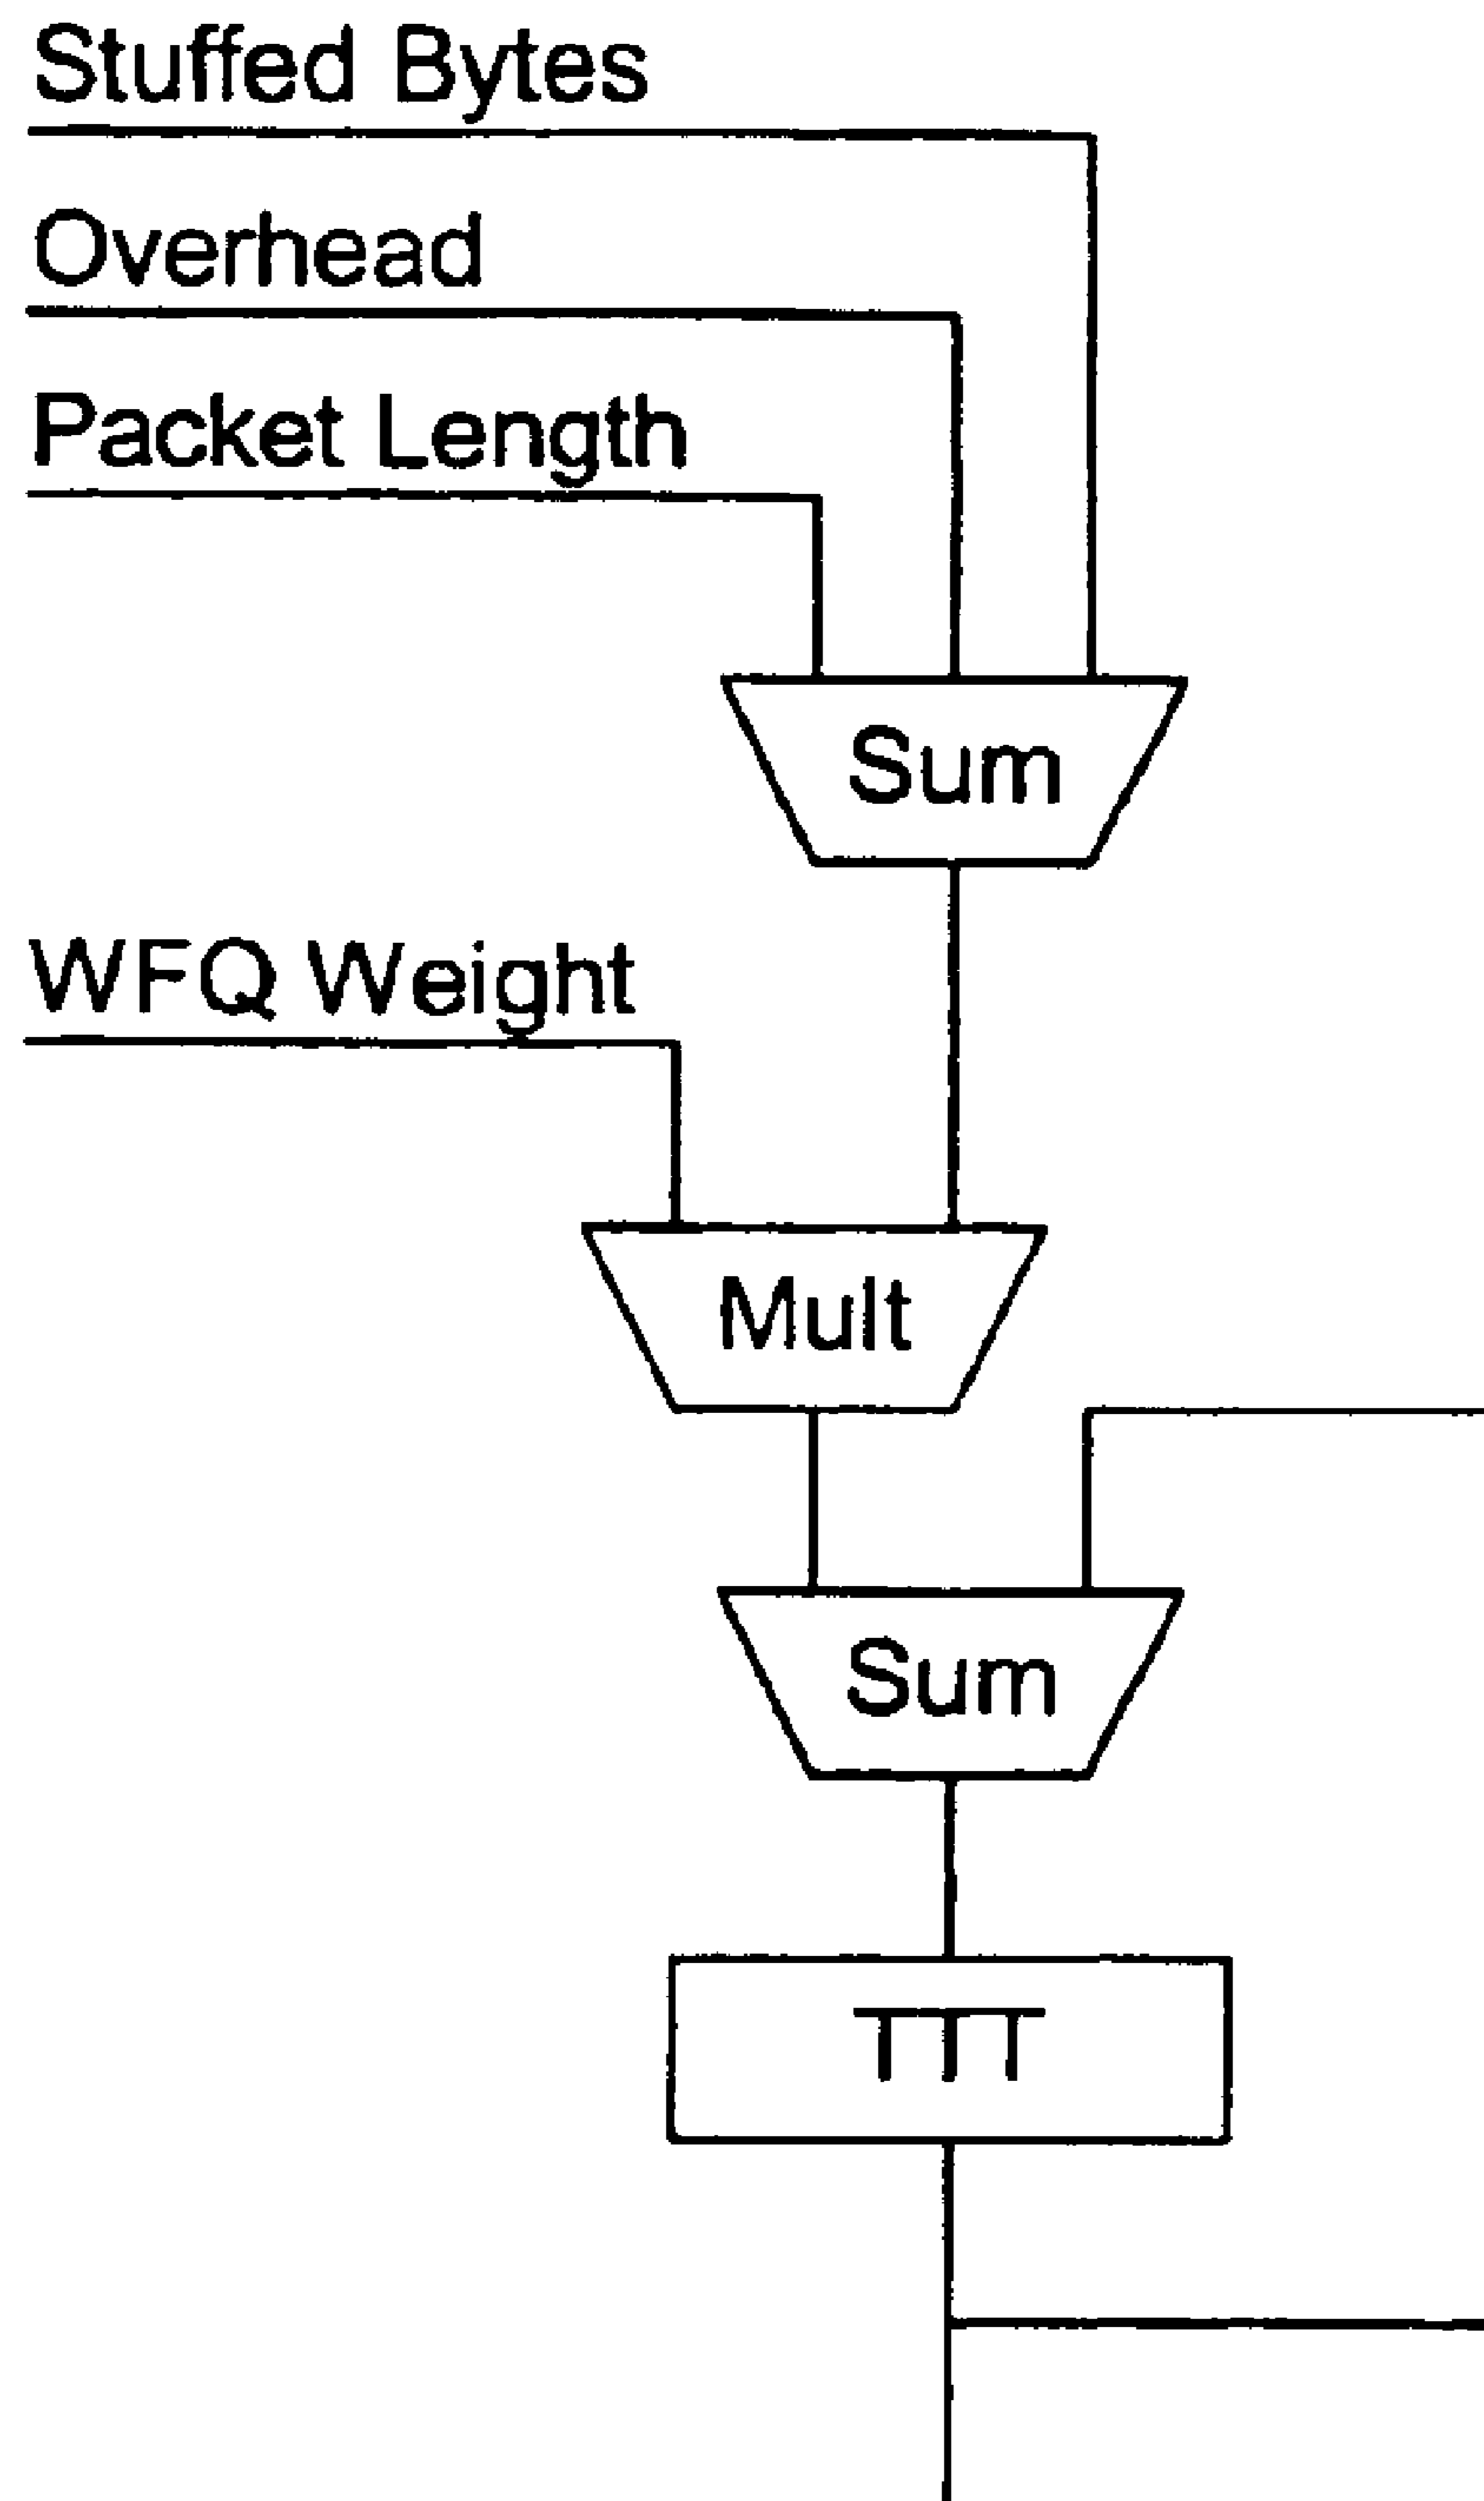 Stuffed Bytes
Overhead
Packet Length
Sum
WFQ Weight
Mult
Sum
TTT